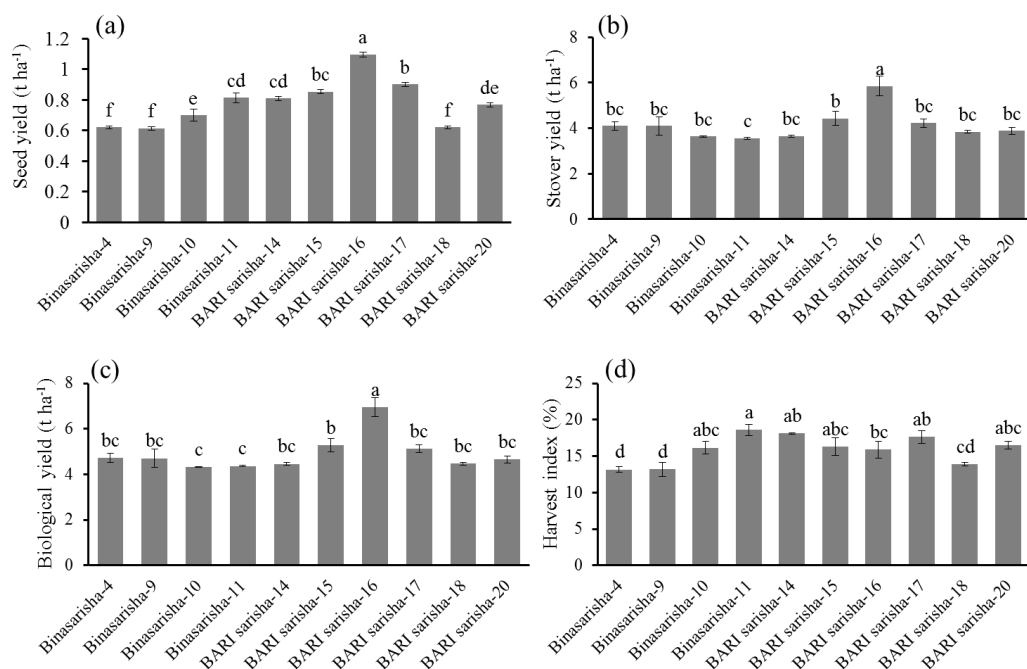 (a)
Seed yield (t ha-1)
1.2
1
0.8
0.6
0.4
0.2
0
f
f
e
cd
cd
bc
a
b
f
de
Binasarisha-4
Binasarisha-9
Binasarisha-10
Binasarisha-11
BARI sarisha-14
BARI sarisha-15
BARI sarisha-16
BARI sarisha-17
BARI sarisha-18
BARI sarisha-20
(b)
Stover yield (t ha-1)
8
6
4
2
0
bc
bc
bc
c
bc
b
a
bc
bc
bc
Binasarisha-4
Binasarisha-9
Binasarisha-10
Binasarisha-11
BARI sarisha-14
BARI sarisha-15
BARI sarisha-16
BARI sarisha-17
BARI sarisha-18
BARI sarisha-20
(c)
Biological yield (t ha-1)
8
6
4
2
0
bc
bc
c
c
bc
b
a
bc
bc
bc
Binasarisha-4
Binasarisha-9
Binasarisha-10
Binasarisha-11
BARI sarisha-14
BARI sarisha-15
BARI sarisha-16
BARI sarisha-17
BARI sarisha-18
BARI sarisha-20
(d)
Harvest index (%)
25
20
15
10
5
0
d
d
abc
a
ab
abc
bc
ab
cd
abc
Binasarisha-4
Binasarisha-9
Binasarisha-10
Binasarisha-11
BARI sarisha-14
BARI sarisha-15
BARI sarisha-16
BARI sarisha-17
BARI sarisha-18
BARI sarisha-20